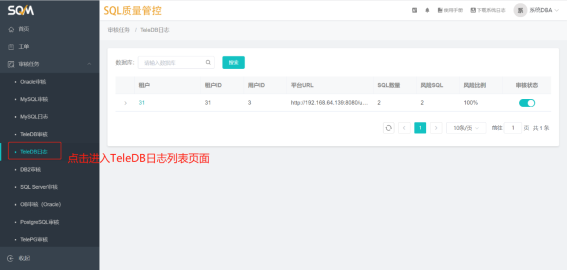 SQM
SQL质量管控
使用手册
下载系统日志
首页
工单
审核任务
Oracle审核
MySQL审核
MySQL日志
TeleDB审核
TeleDB日志
DB2审核
SQL Server审核
OB审核（Oracle）
PostgreSQL审核
TelePG审核
收起
审核任务 / TeleDB日志
数据库: 请输入数据库 搜索
租户 租户ID 用户ID 平台URL SQL数量 风险SQL 风险比例 审核状态
31 31 3 http://192.168.64.139:8080/u... 2 2 100%
1 10条/页 前往 1 页 共 1 条
点击进入TeleDB日志列表页面